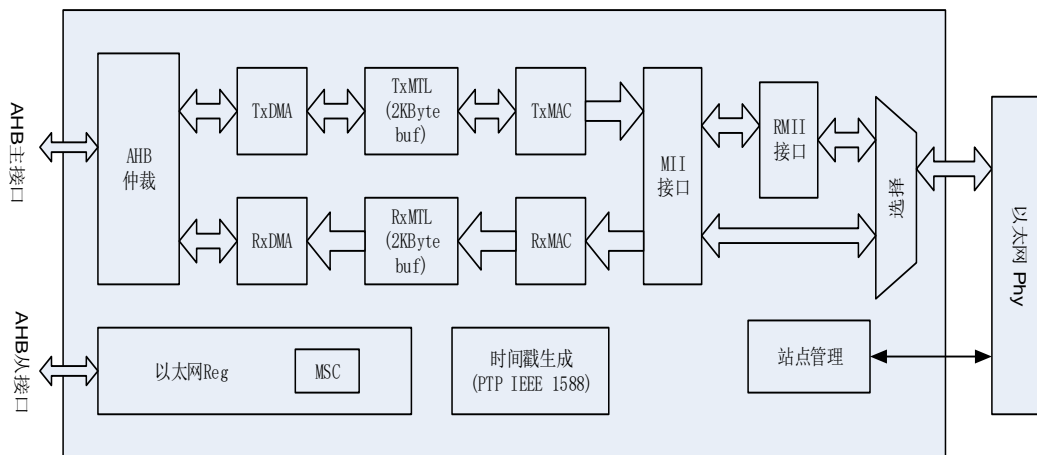 AHB主接口
AHB从接口
AHB
仲裁
TxDMA
TxMTL
(2KByte
buf)
TxMAC
MII
接口
RMII
接口
选择
以太网 Phy
RxDMA
RxMTL
(2KByte
buf)
RxMAC
以太网Reg
MSC
时间戳生成
(PTP IEEE 1588)
站点管理